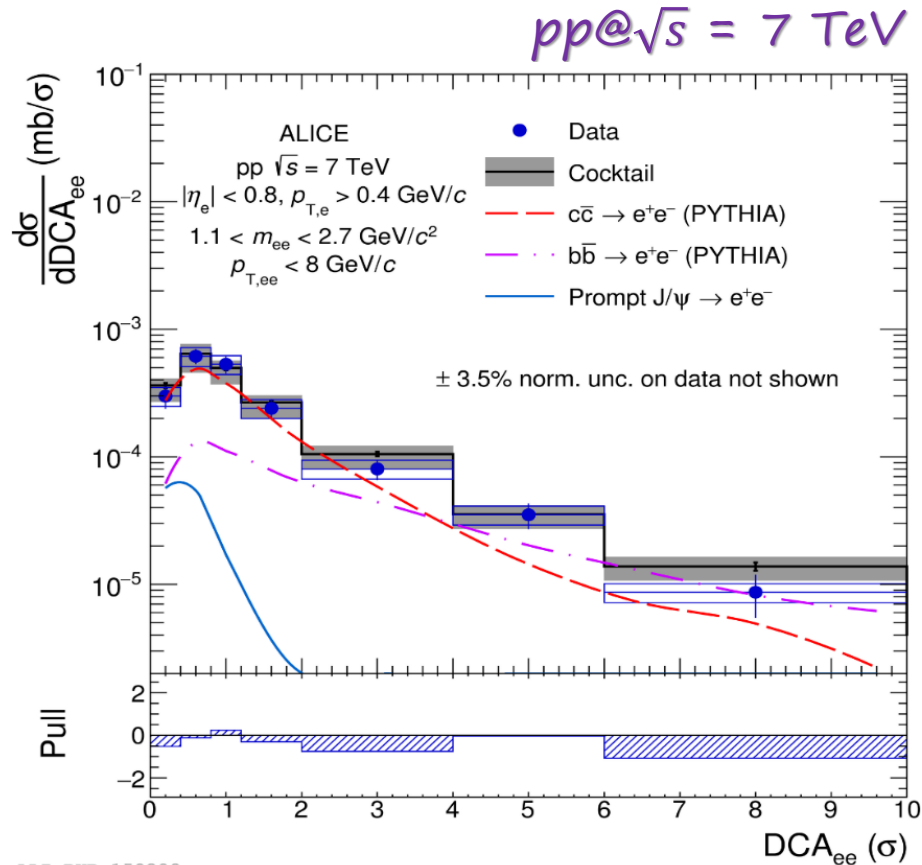 pp@√s = 7 TeV
dσ/dDCA_ee (mb/σ)
10⁻¹
10⁻²
10⁻³
10⁻⁴
10⁻⁵
ALICE
pp √s = 7 TeV
|η_e| < 0.8, p_T,e > 0.4 GeV/c
1.1 < m_ee < 2.7 GeV/c²
p_T,ee < 8 GeV/c
Data
Cocktail
cc̄ → e⁺e⁻ (PYTHIA)
bb̄ → e⁺e⁻ (PYTHIA)
Prompt J/ψ → e⁺e⁻
± 3.5% norm. unc. on data not shown
Pull
2
0
−2
0 1 2 3 4 5 6 7 8 9 10
DCA_ee (σ)